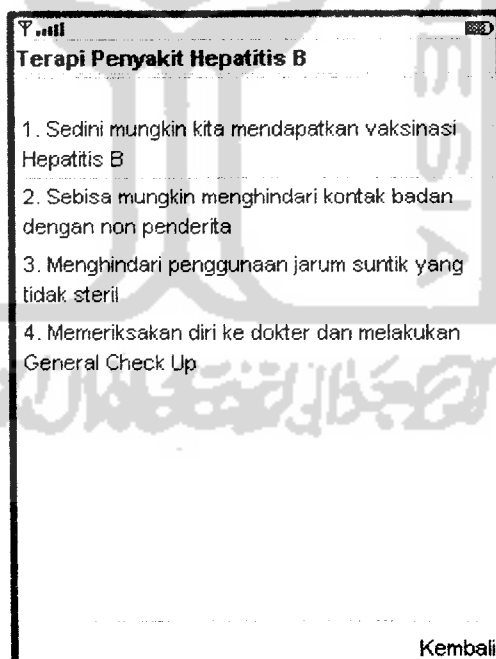 Terapi Penyakit Hepatitis B
1. Sedini mungkin kita mendapatkan vaksinasi
Hepatitis B
2. Sebisa mungkin menghindari kontak badan
dengan non penderita
3. Menghindari penggunaan jarum suntik yang
tidak steril
4. Memeriksakan diri ke dokter dan melakukan
General Check Up
Kembali